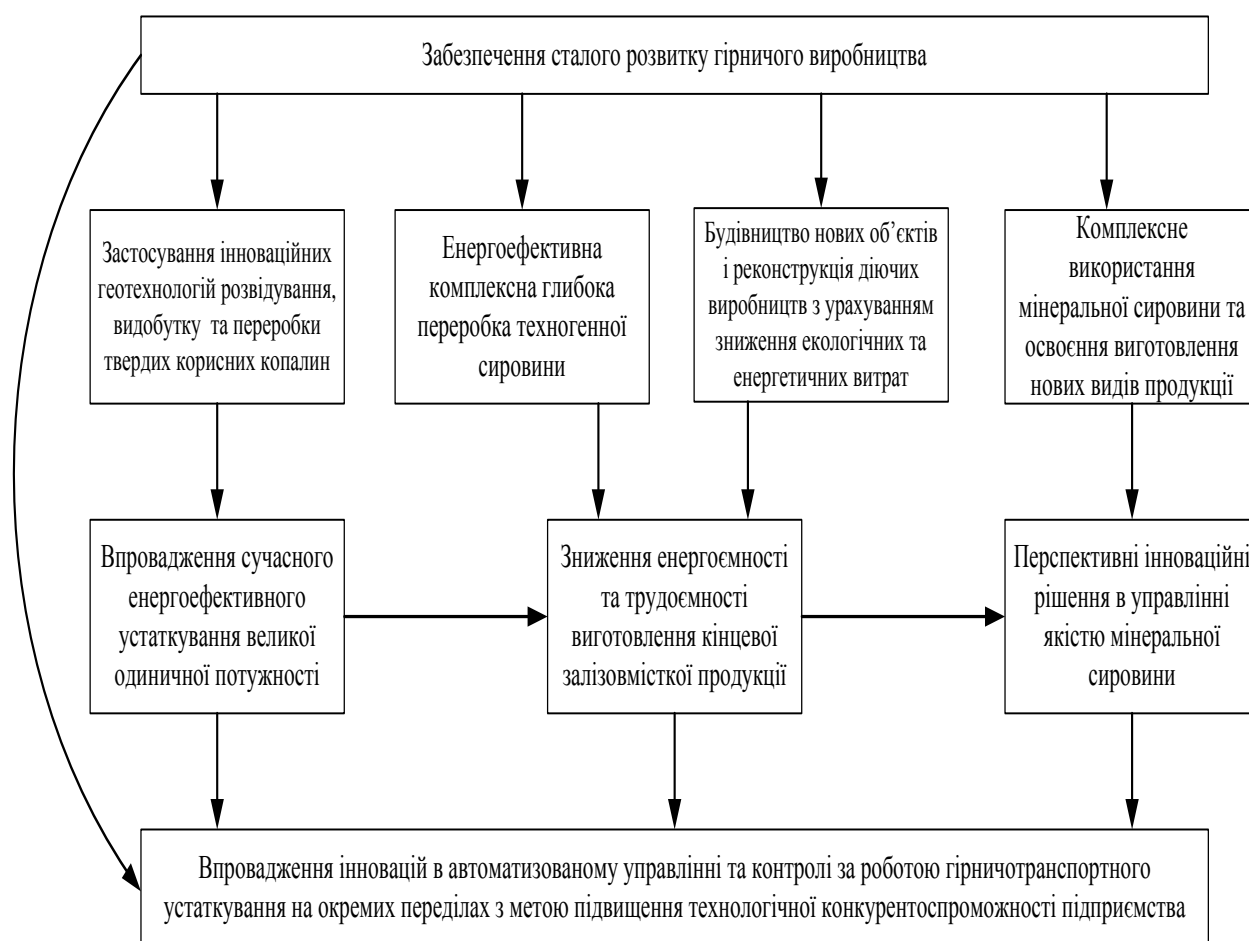 Забезпечення сталого розвитку гірничого виробництва
Застосування інноваційних
геотехнологій розвідування,
видобутку та переробки
твердих корисних копалин
Енергоефективна
комплексна глибока
переробка техногенної
сировини
Будівництво нових об’єктів
і реконструкція діючих
виробництв з урахуванням
зниження екологічних та
енергетичних витрат
Комплексне
використання
мінеральної сировини та
освоєння виготовлення
нових видів продукції
Впровадження сучасного
енергоефективного
устаткування великої
одиничної потужності
Зниження енергоємності
та трудоємності
виготовлення кінцевої
залізовмісткої продукції
Перспективні інноваційні
рішення в управлінні
якістю мінеральної
сировини
Впровадження інновацій в автоматизованому управлінні та контролі за роботою гірничотранспортного
устаткування на окремих переділах з метою підвищення технологічної конкурентоспроможності підприємства